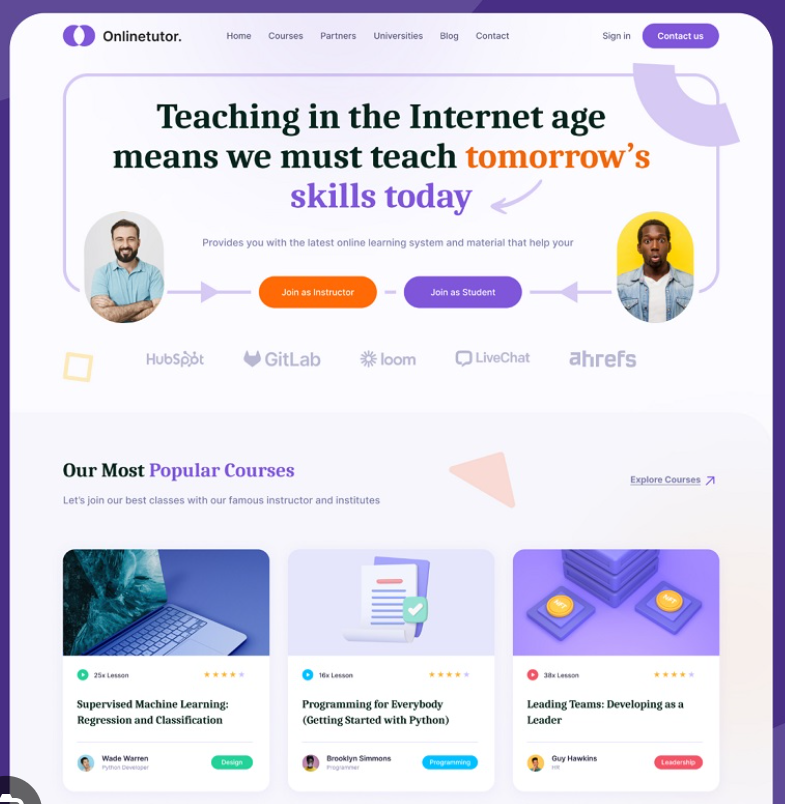 Onlinetutor.
Home Courses Partners Universities Blog Contact
Sign in
Contact us
Teaching in the Internet age
means we must teach tomorrow's
skills today
Provides you with the latest online learning system and material that help your
Join as Instructor
Join as Student
HubSpot
GitLab
loom
LiveChat
ahrefs
Our Most Popular Courses
Let's join our best classes with our famous instructor and institutes
Explore Courses
25x Lesson
Supervised Machine Learning:
Regression and Classification
Wade Warren
Python Developer
Design
16x Lesson
Programming for Everybody
(Getting Started with Python)
Brooklyn Simmons
Programmer
Programming
NFT
NFT
38x Lesson
Leading Teams: Developing as a
Leader
Guy Hawkins
HR
Leadership